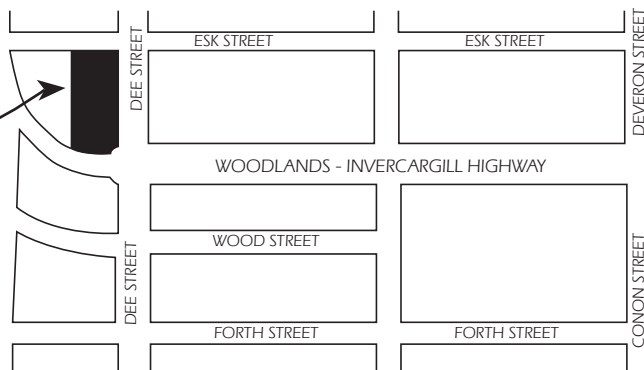 ESK STREET
ESK STREET
DEE STREET
DEVERON STREET
WOODLANDS - INVERCARGILL HIGHWAY
WOOD STREET
DEE STREET
CONON STREET
FORTH STREET
FORTH STREET